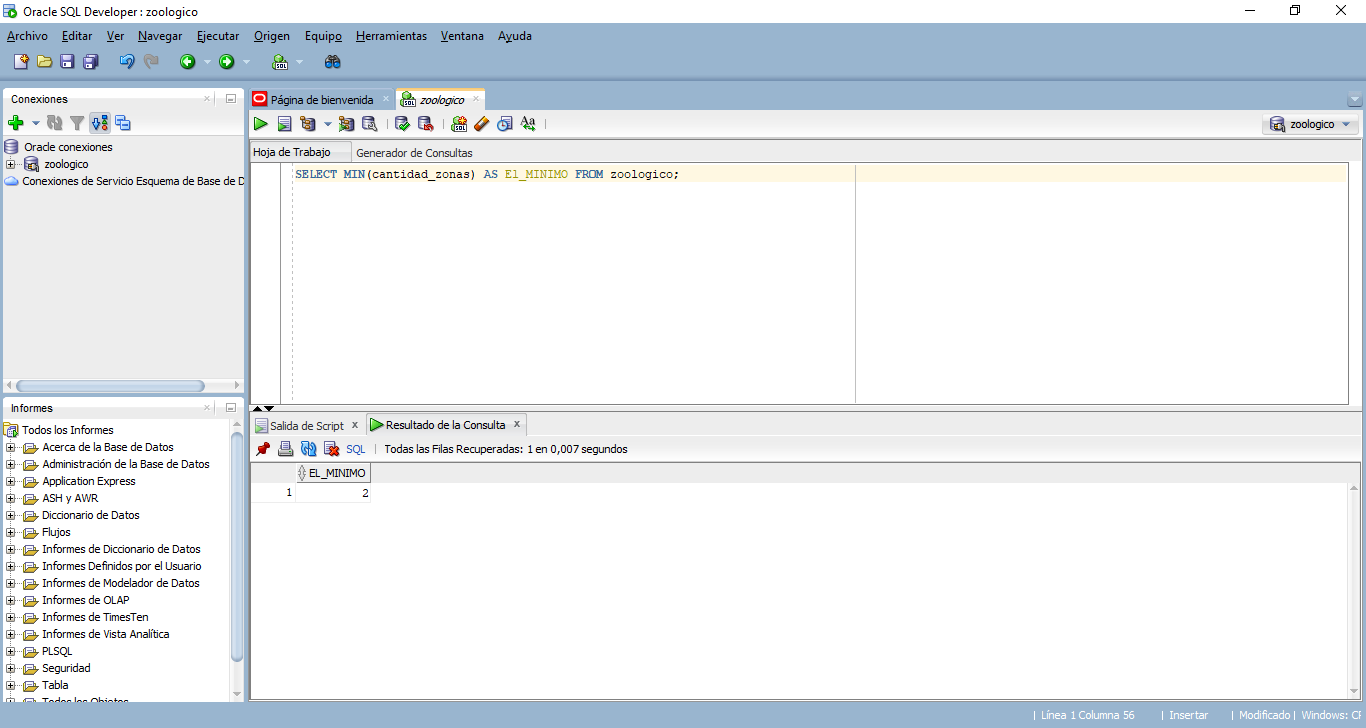 Oracle SQL Developer : zoologico
Archivo Editar Ver Navegar Ejecutar Origen Equipo Herramientas Ventana Ayuda
Conexiones
Oracle conexiones
zoologico
Conexiones de Servicio Esquema de Base de D
Informes
Todos los Informes
Acerca de la Base de Datos
Administración de la Base de Datos
Application Express
ASH y AWR
Diccionario de Datos
Flujos
Informes de Diccionario de Datos
Informes Definidos por el Usuario
Informes de Modelador de Datos
Informes de OLAP
Informes de TimesTen
Informes de Vista Analítica
PLSQL
Seguridad
Tabla
Todos los Objetos
Página de bienvenida zoologico
zoologico
Hoja de Trabajo Generador de Consultas
SELECT MIN(cantidad_zonas) AS El_MINIMO FROM zoologico;
Salida de Script Resultado de la Consulta
SQL Todas las Filas Recuperadas: 1 en 0,007 segundos
EL_MINIMO
1 2
Línea 1 Columna 56 Insertar Modificado Windows: